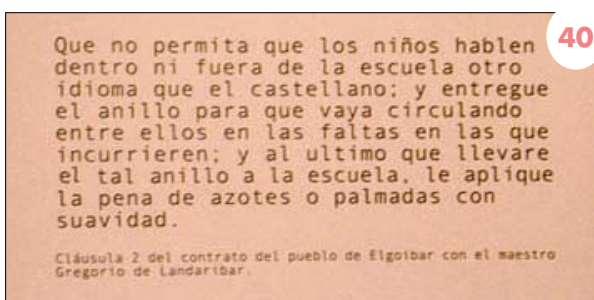 40
Que no permita que los niños hablen
dentro ni fuera de la escuela otro
idioma que el castellano; y entregue
el anillo para que vaya circulando
entre ellos en las faltas en las que
incurrieren; y al ultimo que llevare
el tal anillo a la escuela, le aplique
la pena de azotes o palmadas con
suavidad.
Cláusula 2 del contrato del pueblo de Elgoibar con el maestro
Gregorio de Landaribar.